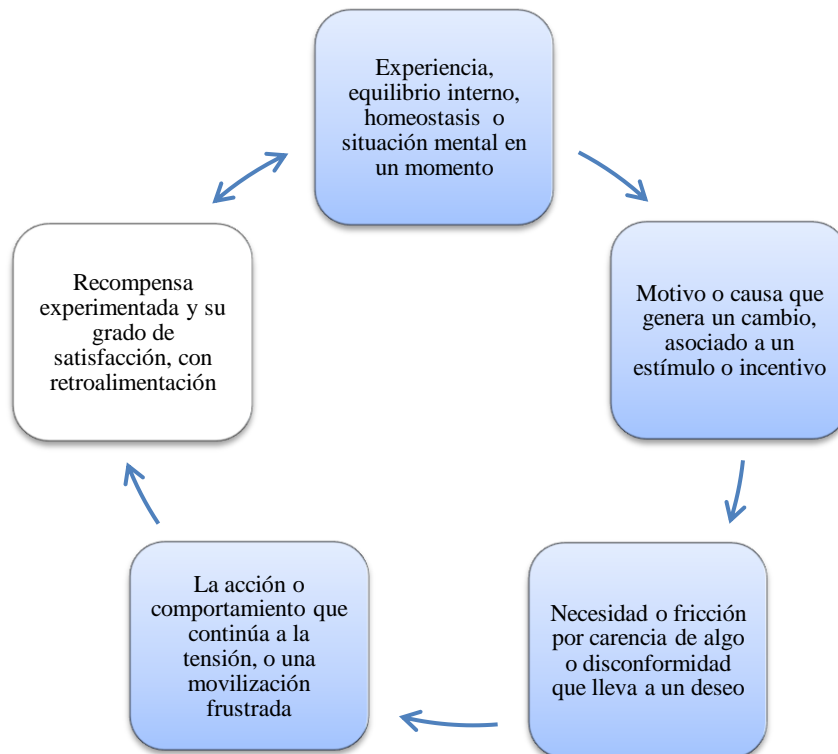 Experiencia,
equilibrio interno,
homeostasis o
situación mental en
un momento
Motivo o causa que
genera un cambio,
asociado a un
estímulo o incentivo
Necesidad o fricción
por carencia de algo
o disconformidad
que lleva a un deseo
La acción o
comportamiento que
continúa a la
tensión, o una
movilización
frustrada
Recompensa
experimentada y su
grado de
satisfacción, con
retroalimentación